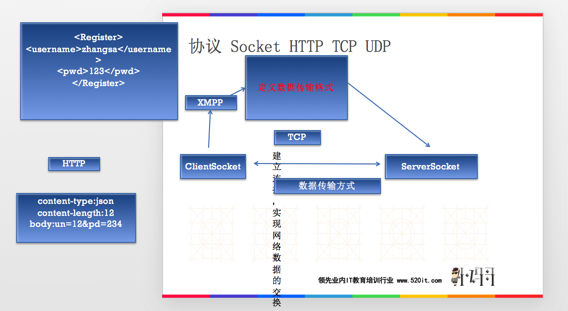 <Register>
<username>zhangsa</username
>
<pwd>123</pwd>
</Register>
协议 Socket HTTP TCP UDP
定义数据传输格式
XMPP
TCP
HTTP
ClientSocket
ServerSocket
数据传输方式
建
立
连
,
实
现
网
络
数
据
的
交
换
content-type:json
content-length:12
body:un=12&pd=234
领先业内IT教育培训行业 www.520it.com